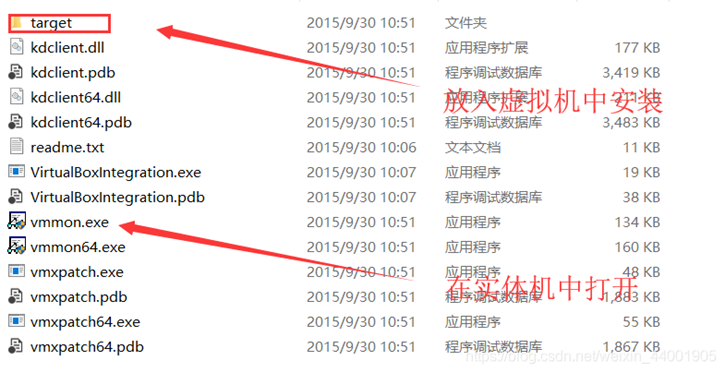 target 2015/9/30 10:51 文件夹
kdclient.dll 2015/9/30 10:51 应用程序扩展 177 KB
kdclient.pdb 2015/9/30 10:51 程序调试数据库 3,419 KB
放入虚拟机中安装
kdclient64.dll 2015/9/30 10:51 应用程序扩展 KB
kdclient64.pdb 2015/9/30 10:51 程序调试数据库 3,483 KB
readme.txt 2015/9/30 10:06 文本文档 11 KB
VirtualBoxIntegration.exe 2015/9/30 10:07 应用程序 19 KB
VirtualBoxIntegration.pdb 2015/9/30 10:07 程序调试数据库 38 KB
vmmon.exe 2015/9/30 10:51 应用程序 134 KB
vmmon64.exe 2015/9/30 10:51 应用程序 160 KB
vmxpatch.exe 2015/9/30 10:51 应用程序 48 KB
在实体机中打开
vmxpatch.pdb 2015/9/30 10:51 程序调试数据库 1,883 KB
vmxpatch64.exe 2015/9/30 10:51 应用程序 55 KB
vmxpatch64.pdb 2015/9/30 10:51 程序调试数据库 1,867 KB
https://blog.csdn.net/weixin_44001905